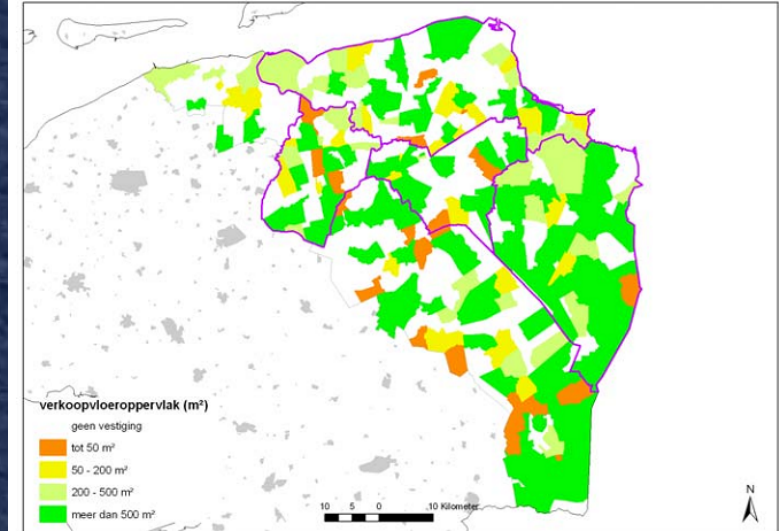 verkoopvloeroppervlak (m²)
geen vestiging
tot 50 m²
50 - 200 m²
200 - 500 m²
meer dan 500 m²
10 5 0 10 Kilometer
N